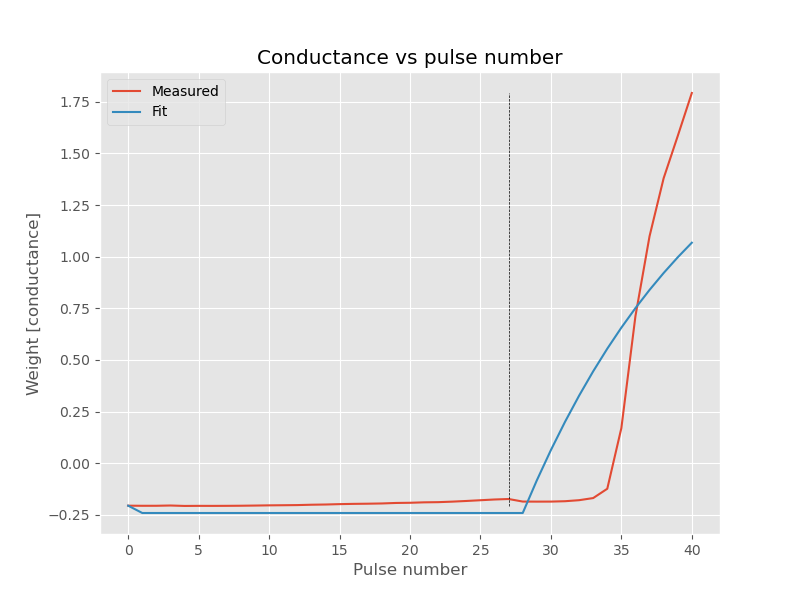 Conductance vs pulse number
Measured
Fit
Weight [conductance]
1.75
1.50
1.25
1.00
0.75
0.50
0.25
0.00
−0.25
0 5 10 15 20 25 30 35 40
Pulse number